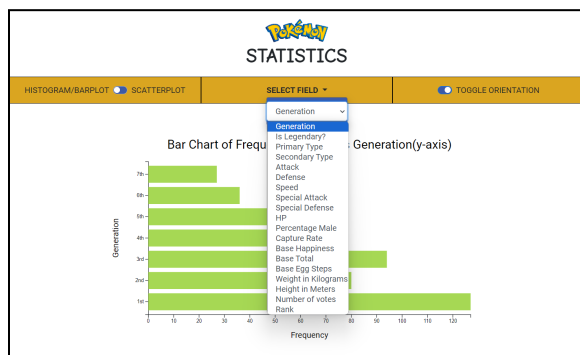 Pokémon
STATISTICS
HISTOGRAM/BARPLOT SCATTERPLOT SELECT FIELD TOGGLE ORIENTATION
Generation
Bar Chart of Frequ s Generation(y-axis)
Generation
Is Legendary?
Primary Type
Secondary Type
Attack
Defense
Speed
Special Attack
Special Defense
HP
Percentage Male
Capture Rate
Base Happiness
Base Total
Base Egg Steps
Weight in Kilograms
Height in Meters
Number of votes
Rank
Generation
7th
6th
5th
4th
3rd
2nd
1st
0 10 20 30 40 50 60 70 80 90 100 110 120
Frequency